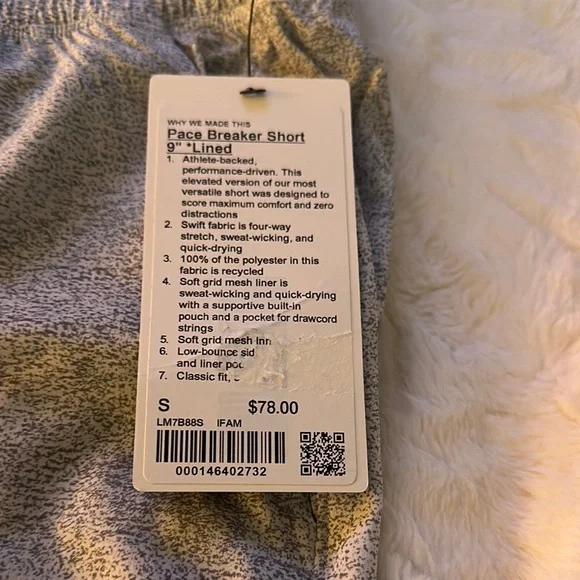 WHY WE MADE THIS
Pace Breaker Short
9" *Lined
1. Athlete-backed,
performance-driven. This
elevated version of our most
versatile short was designed to
score maximum comfort and zero
distractions
2. Swift fabric is four-way
stretch, sweat-wicking, and
quick-drying
3. 100% of the polyester in this
fabric is recycled
4. Soft grid mesh liner is
sweat-wicking and quick-drying
with a supportive built-in
pouch and a pocket for drawcord
strings
5. Soft grid mesh
6. Low-bounce
and liner
7. Classic fit,
S $78.00
LM7B88S IFAM
000146402732